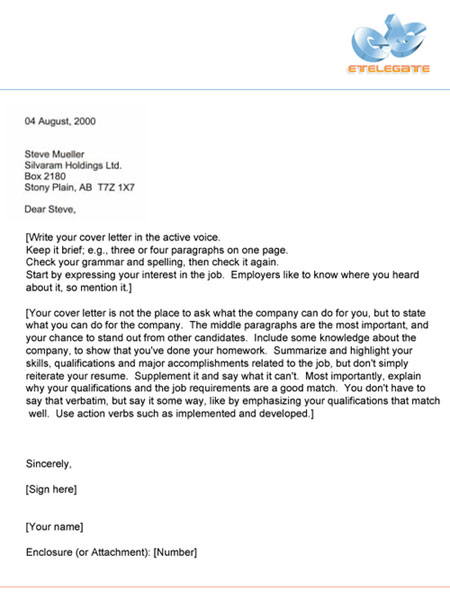 ETELEGATE
04 August, 2000
Steve Mueller
Silvaram Holdings Ltd.
Box 2180
Stony Plain, AB T7Z 1X7
Dear Steve,
[Write your cover letter in the active voice.
Keep it brief; e.g., three or four paragraphs on one page.
Check your grammar and spelling, then check it again.
Start by expressing your interest in the job. Employers like to know where you heard
about it, so mention it.]
[Your cover letter is not the place to ask what the company can do for you, but to state
what you can do for the company. The middle paragraphs are the most important, and
your chance to stand out from other candidates. Include some knowledge about the
company, to show that you've done your homework. Summarize and highlight your
skills, qualifications and major accomplishments related to the job, but don't simply
reiterate your resume. Supplement it and say what it can't. Most importantly, explain
why your qualifications and the job requirements are a good match. You don't have to
say that verbatim, but say it some way, like by emphasizing your qualifications that match
well. Use action verbs such as implemented and developed.]
Sincerely,
[Sign here]
[Your name]
Enclosure (or Attachment): [Number]